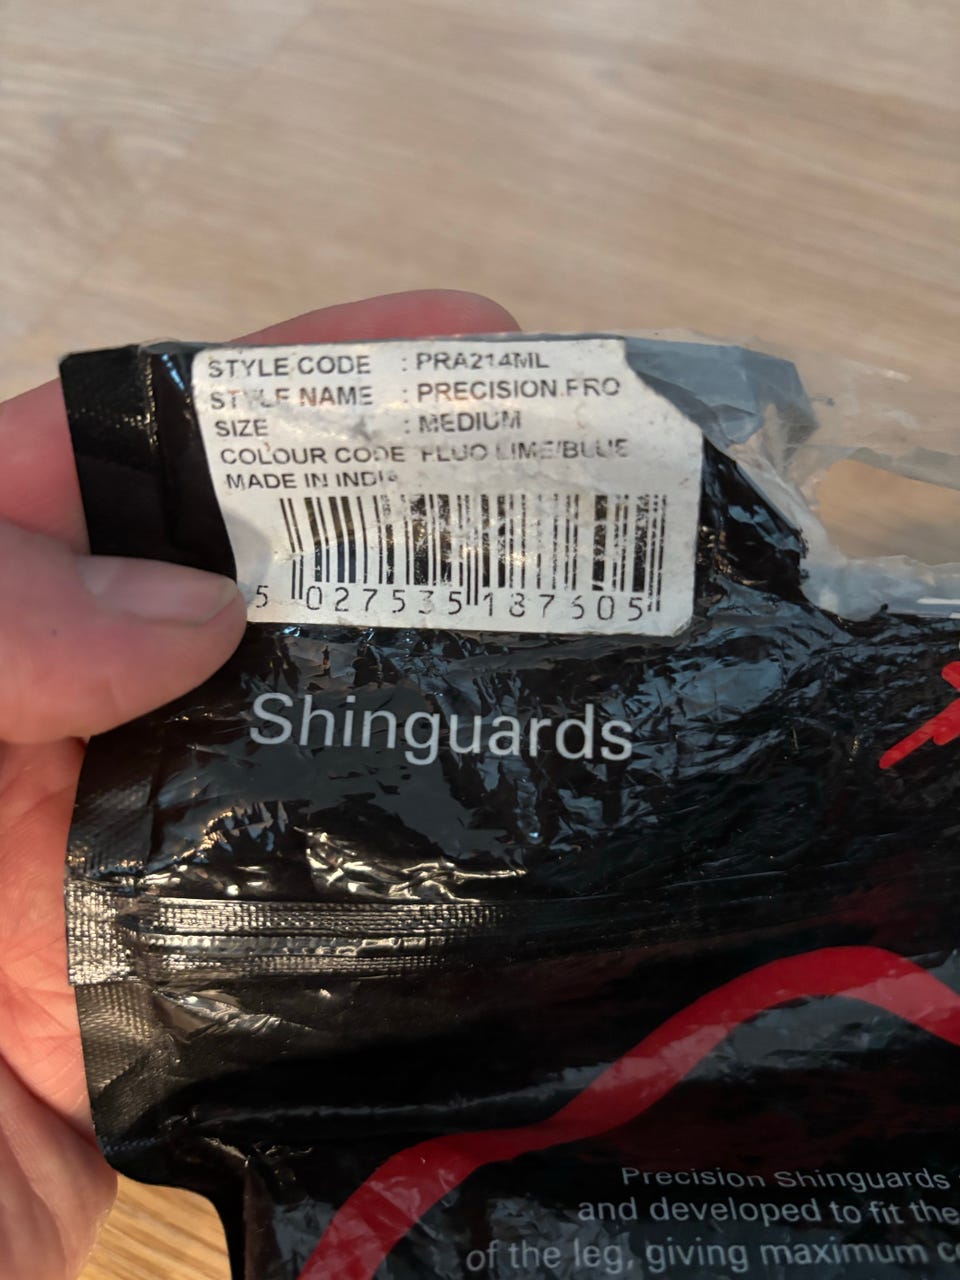 STYLE CODE : PRA214ML
STYLE NAME : PRECISION PRO
SIZE : MEDIUM
COLOUR CODE FLUO LIME/BLUE
MADE IN INDIA
5 027535 187605
Shinguards
Precision Shinguards
and developed to fit the
of the leg, giving maximum